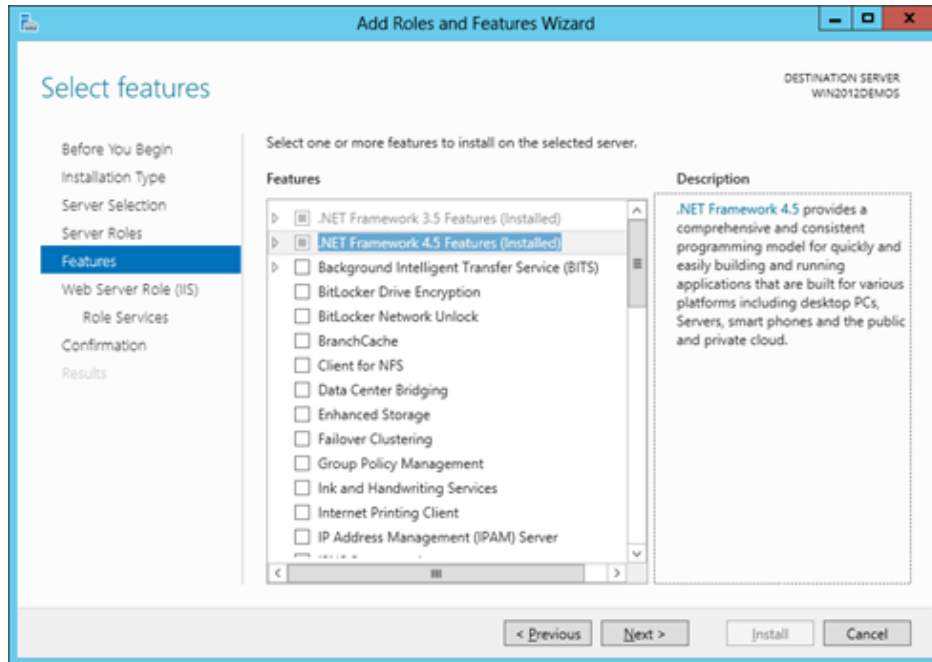 Add Roles and Features Wizard
Select features
DESTINATION SERVER
WIN2012DEMOS
Before You Begin
Installation Type
Server Selection
Server Roles
Features
Web Server Role (IIS)
Role Services
Confirmation
Results
Select one or more features to install on the selected server.
Features
.NET Framework 3.5 Features (Installed)
.NET Framework 4.5 Features (Installed)
Background Intelligent Transfer Service (BITS)
BitLocker Drive Encryption
BitLocker Network Unlock
BranchCache
Client for NFS
Data Center Bridging
Enhanced Storage
Failover Clustering
Group Policy Management
Ink and Handwriting Services
Internet Printing Client
IP Address Management (IPAM) Server
Description
.NET Framework 4.5 provides a
comprehensive and consistent
programming model for quickly and
easily building and running
applications that are built for various
platforms including desktop PCs,
Servers, smart phones and the public
and private cloud.
< Previous
Next >
Install
Cancel